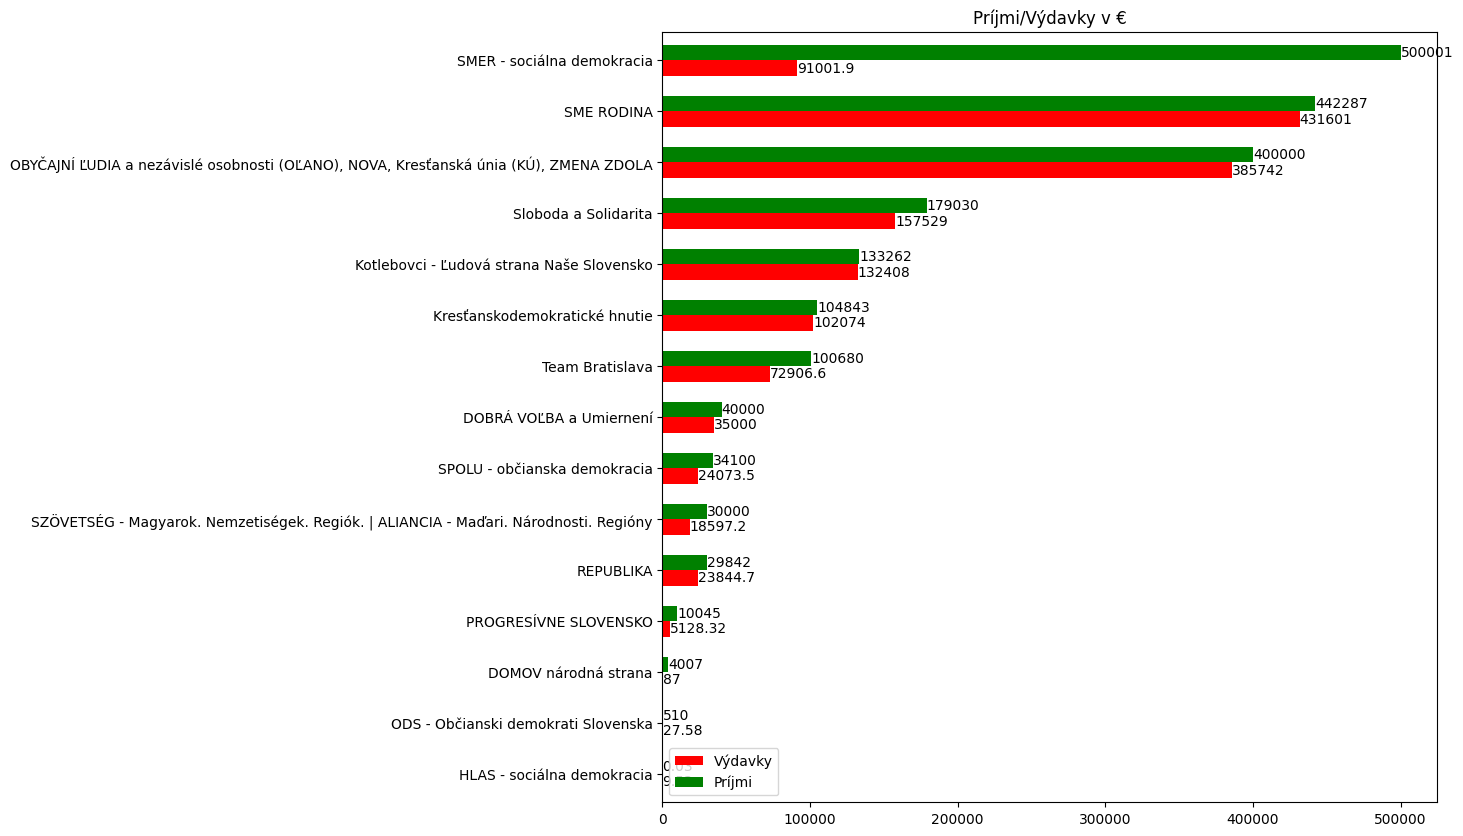 Príjmi/Výdavky v €
SMER - sociálna demokracia
500001
91001.9
SME RODINA
442287
431601
OBYČAJNÍ ĽUDIA a nezávislé osobnosti (OĽANO), NOVA, Kresťanská únia (KÚ), ZMENA ZDOLA
400000
385742
Sloboda a Solidarita
179030
157529
Kotlebovci - Ľudová strana Naše Slovensko
133262
132408
Kresťanskodemokratické hnutie
104843
102074
Team Bratislava
100680
72906.6
DOBRÁ VOĽBA a Umiernení
40000
35000
SPOLU - občianska demokracia
34100
24073.5
SZÖVETSÉG - Magyarok. Nemzetiségek. Regiók. | ALIANCIA - Maďari. Národnosti. Regióny
30000
18597.2
REPUBLIKA
29842
23844.7
PROGRESÍVNE SLOVENSKO
10045
5128.32
DOMOV národná strana
4007
87
ODS - Občianski demokrati Slovenska
510
27.58
HLAS - sociálna demokracia
Výdavky
Príjmi
0 100000 200000 300000 400000 500000